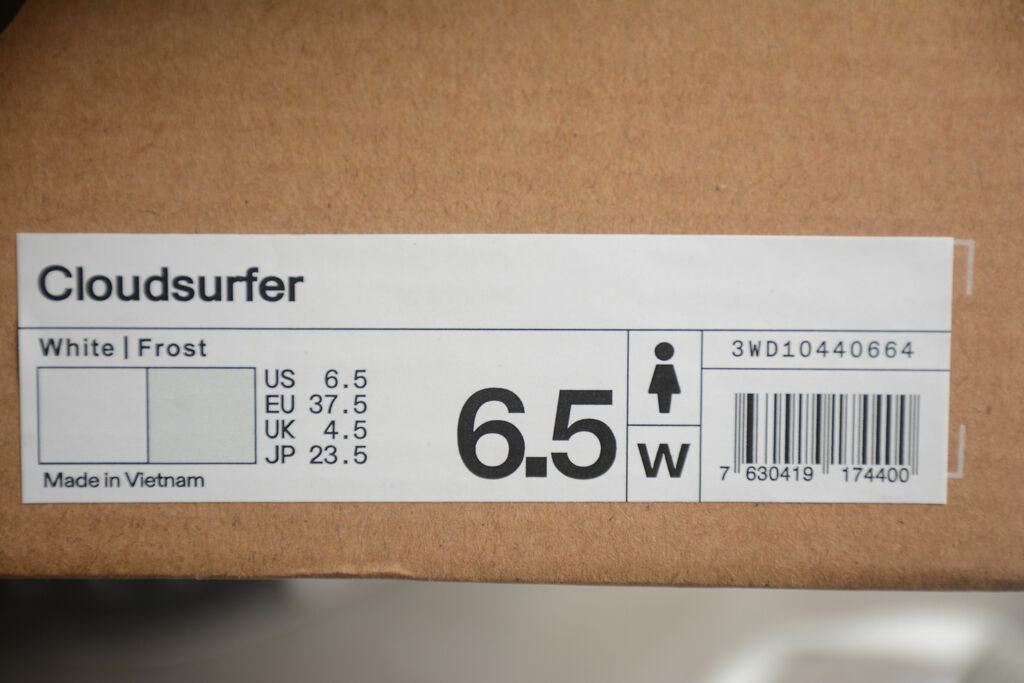 Cloudsurfer
White | Frost
US 6.5
EU 37.5
UK 4.5
JP 23.5
Made in Vietnam
6.5
W
3WD10440664
7 630419 174400